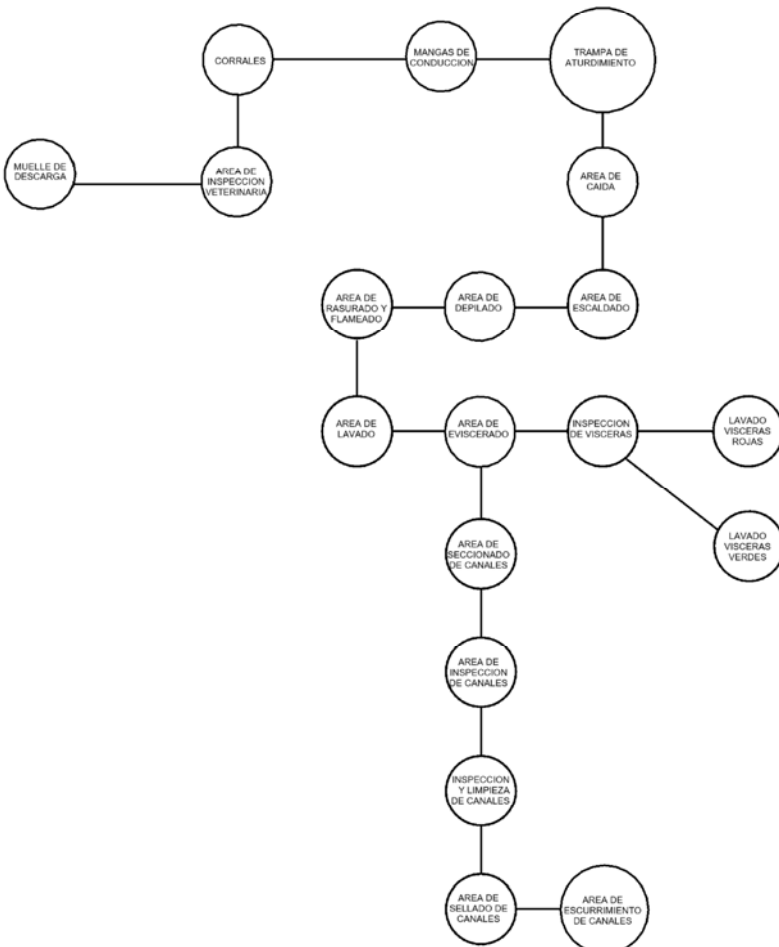 CORRALES
MANGAS DE
CONDUCCION
TRAMPA DE
ATURDIMIENTO
MUELLE DE
DESCARGA
AREA DE
INSPECCION
VETERINARIA
AREA DE
CAIDA
AREA DE
RASURADO Y
FLAMEADO
AREA DE
DEPILADO
AREA DE
ESCALDADO
AREA DE
LAVADO
AREA DE
EVISCERADO
INSPECCION
DE VISCERAS
LAVADO
VISCERAS
ROJAS
LAVADO
VISCERAS
VERDES
AREA DE
SECCIONADO
DE CANALES
AREA DE
INSPECCION
DE CANALES
INSPECCION
Y LIMPIEZA
DE CANALES
AREA DE
SELLADO DE
CANALES
AREA DE
ESCURRIMIENTO
DE CANALES